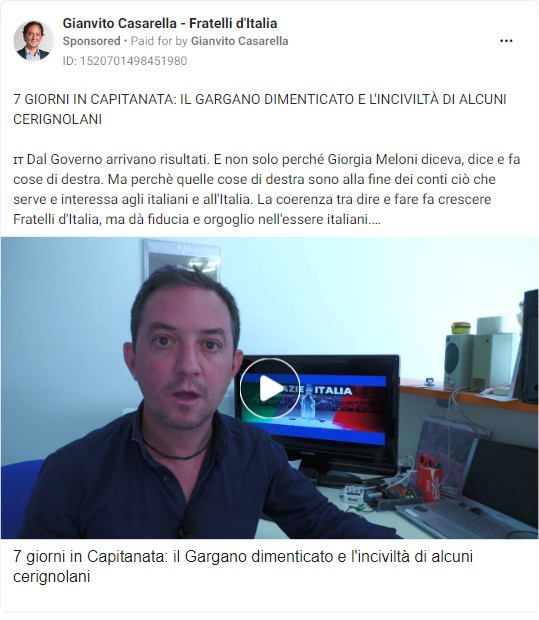 Gianvito Casarella - Fratelli d'Italia
Sponsored • Paid for by Gianvito Casarella
ID: 1520701498451980
7 GIORNI IN CAPITANATA: IL GARGANO DIMENTICATO E L'INCIVILTÀ DI ALCUNI
CERIGNOLANI
IT Dal Governo arrivano risultati. E non solo perché Giorgia Meloni diceva, dice e fa
cose di destra. Ma perchè quelle cose di destra sono alla fine dei conti ciò che
serve e interessa agli italiani e all'Italia. La coerenza tra dire e fare fa crescere
Fratelli d'Italia, ma dà fiducia e orgoglio nell'essere italiani....
AZIE ITALIA
7 giorni in Capitanata: il Gargano dimenticato e l'inciviltà di alcuni
cerignolani